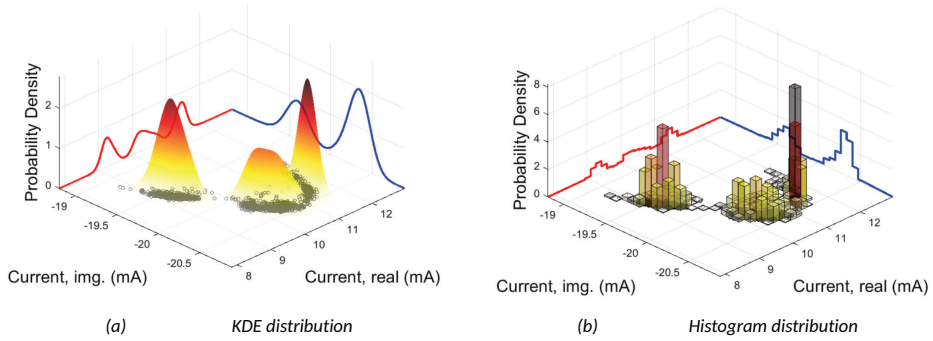 Probability Density
2
1
0
-19
-19.5
-20
-20.5
8
9
10
11
12
Current, img. (mA)
Current, real (mA)
(a)
KDE distribution
Probability Density
8
6
4
2
0
-19
-19.5
-20
-20.5
8
9
10
11
12
Current, img. (mA)
Current, real (mA)
(b)
Histogram distribution